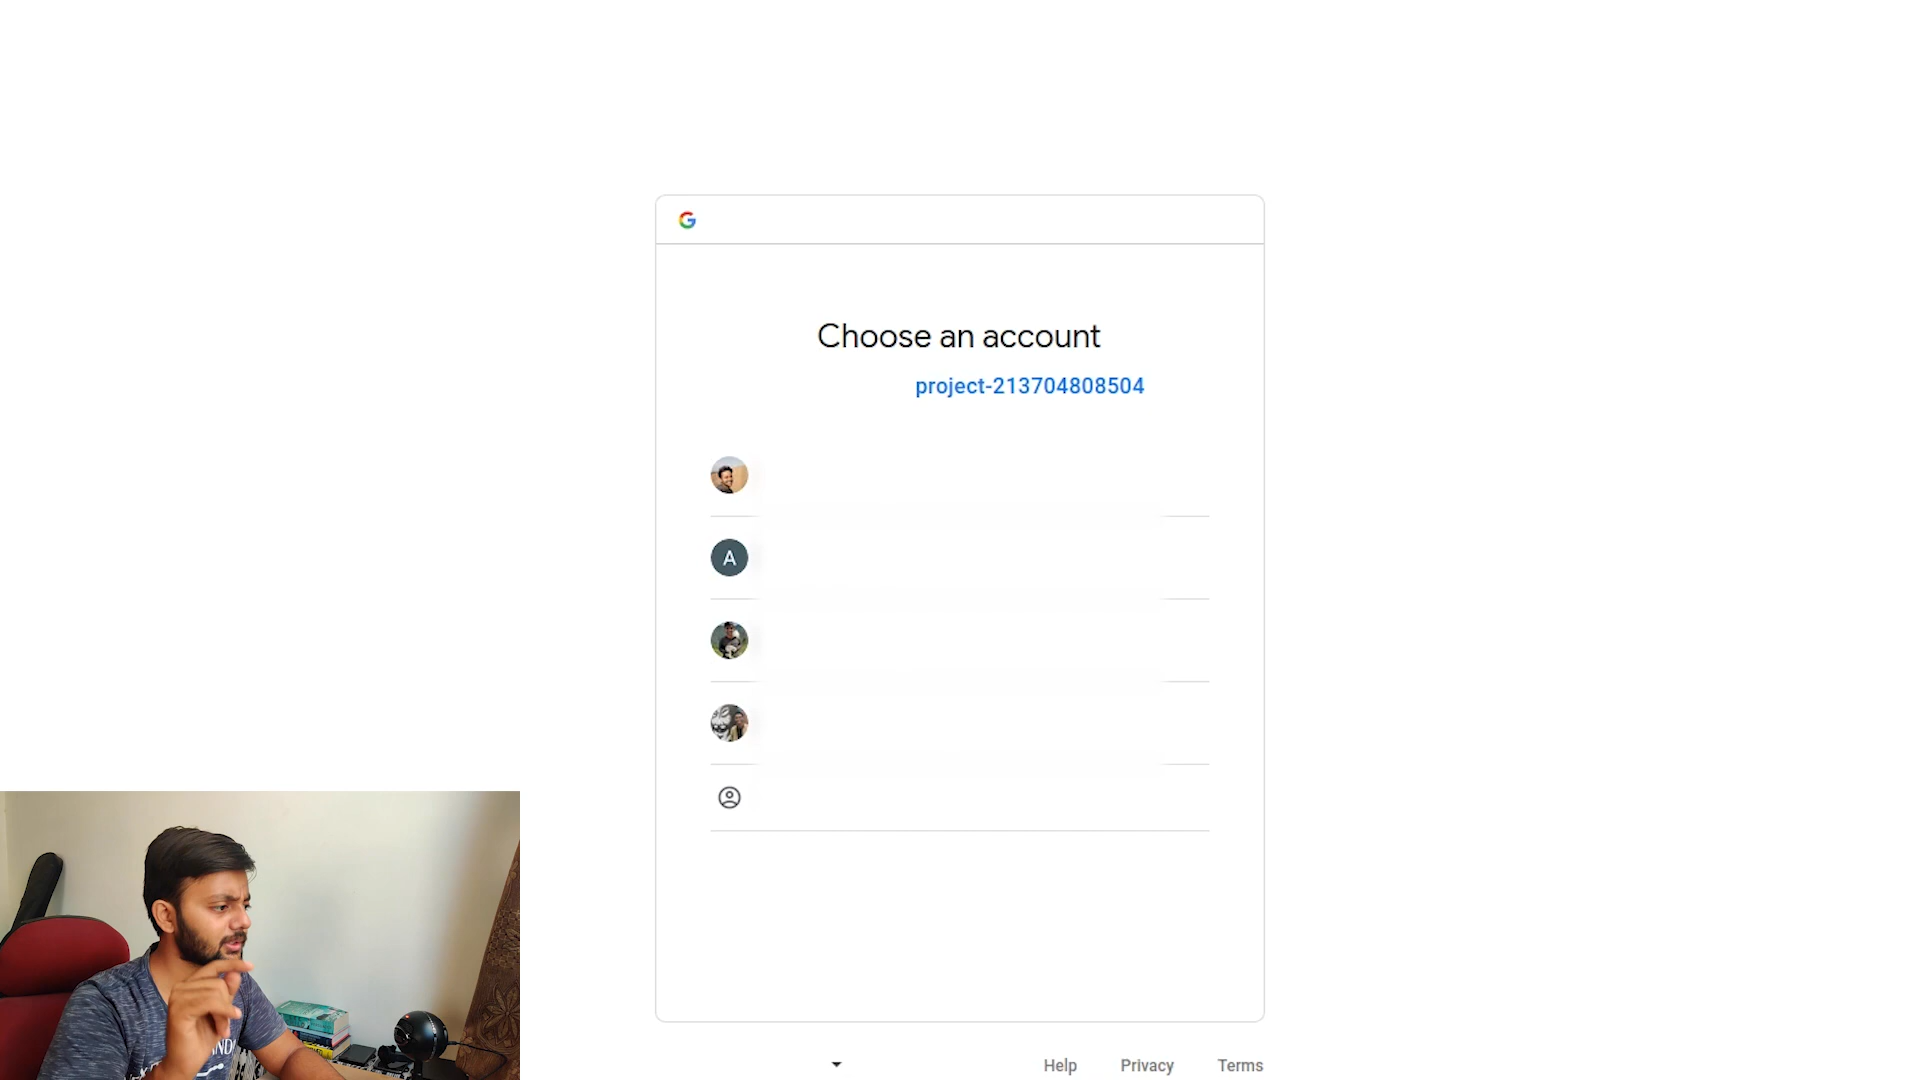 G
Choose an account
project-213704808504
A
Help Privacy Terms